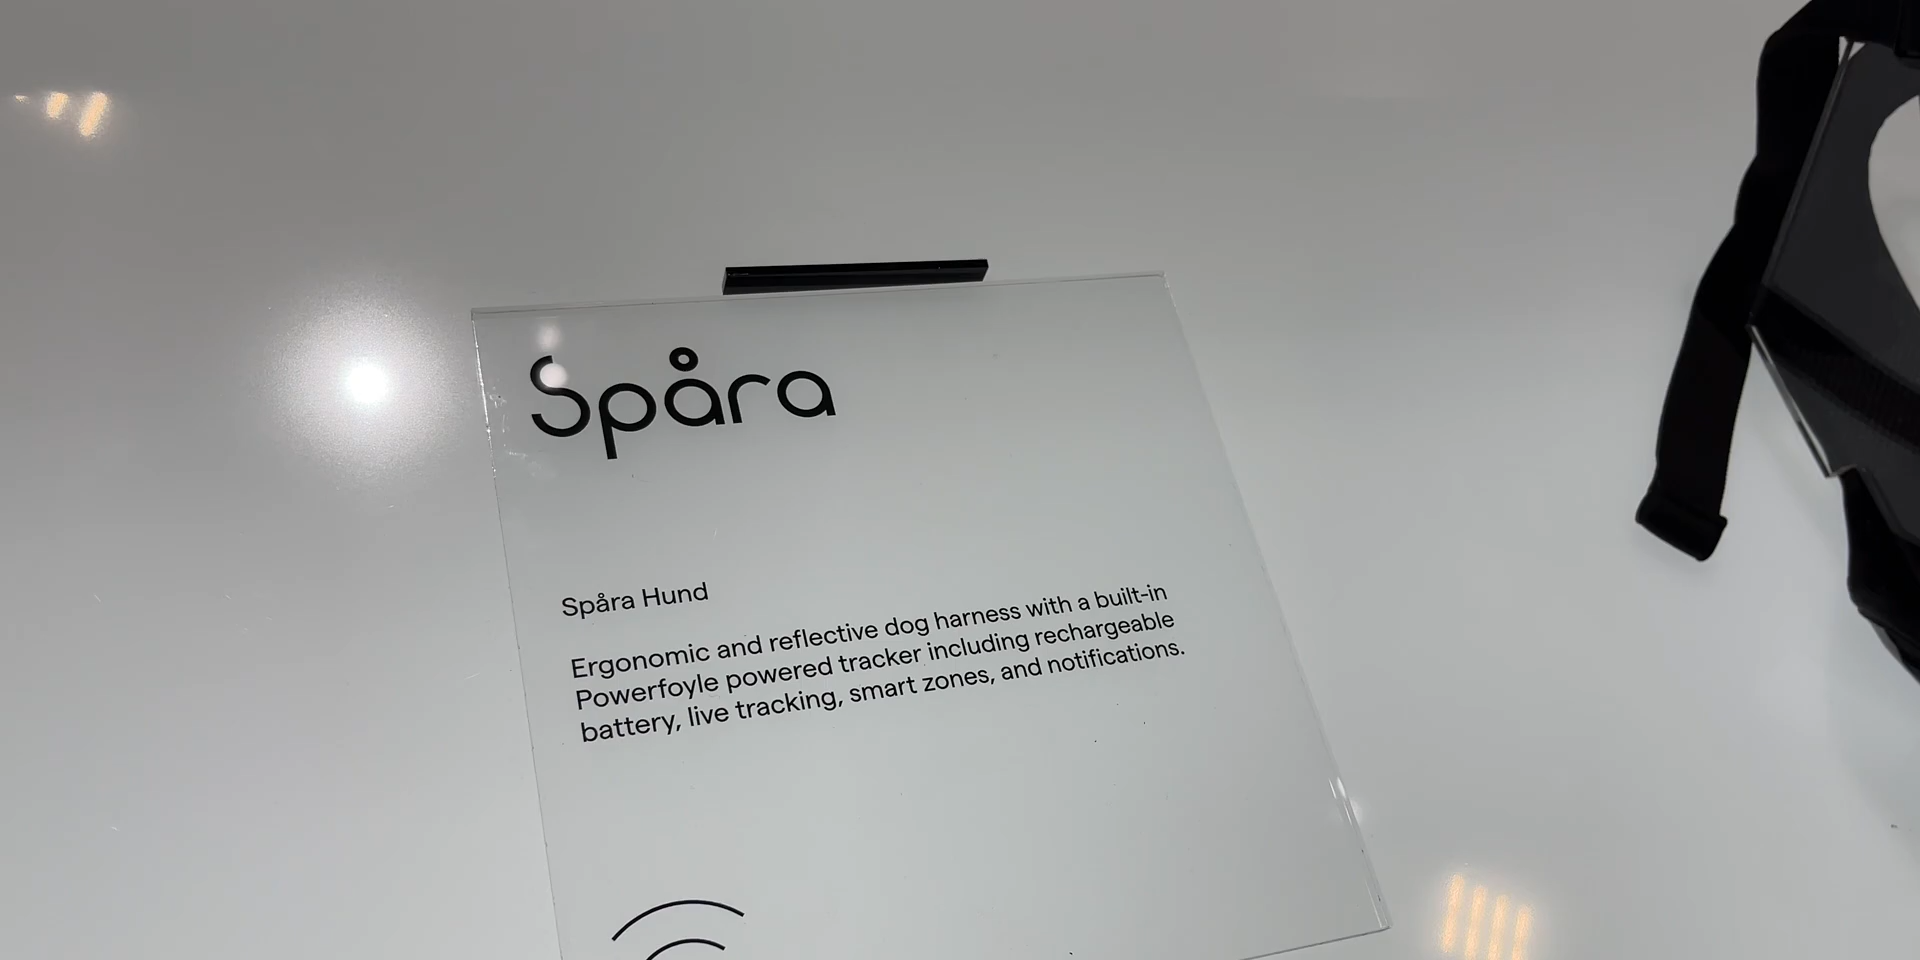 Spåra
Spåra Hund
Ergonomic and reflective dog harness with a built-in
Powerfoyle powered tracker including rechargeable
battery, live tracking, smart zones, and notifications.